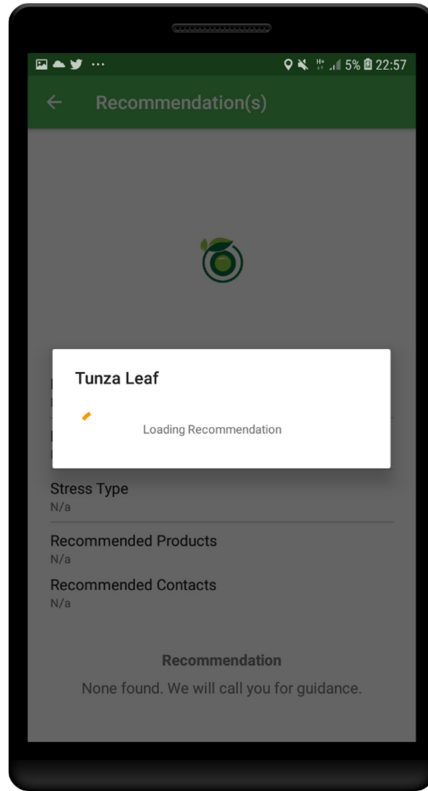 5% 22:57
Recommendation(s)
Tunza Leaf
Loading Recommendation
Stress Type
N/a
Recommended Products
N/a
Recommended Contacts
N/a
Recommendation
None found. We will call you for guidance.